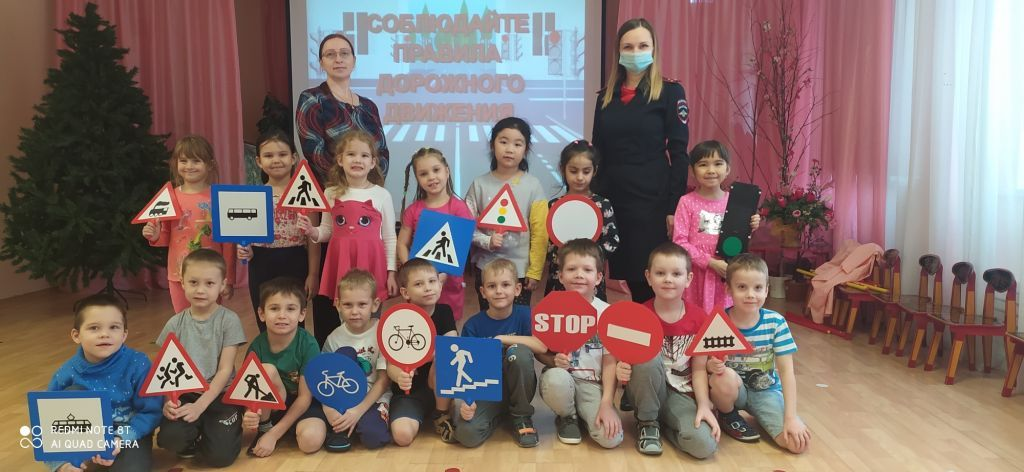 "СОБЛЮДАЙТЕ
ПРАВИЛА
ДОРОЖНОГО
ДВИЖЕНИЯ"
STOP
REDMI NOTE 8T
AI QUAD CAMERA